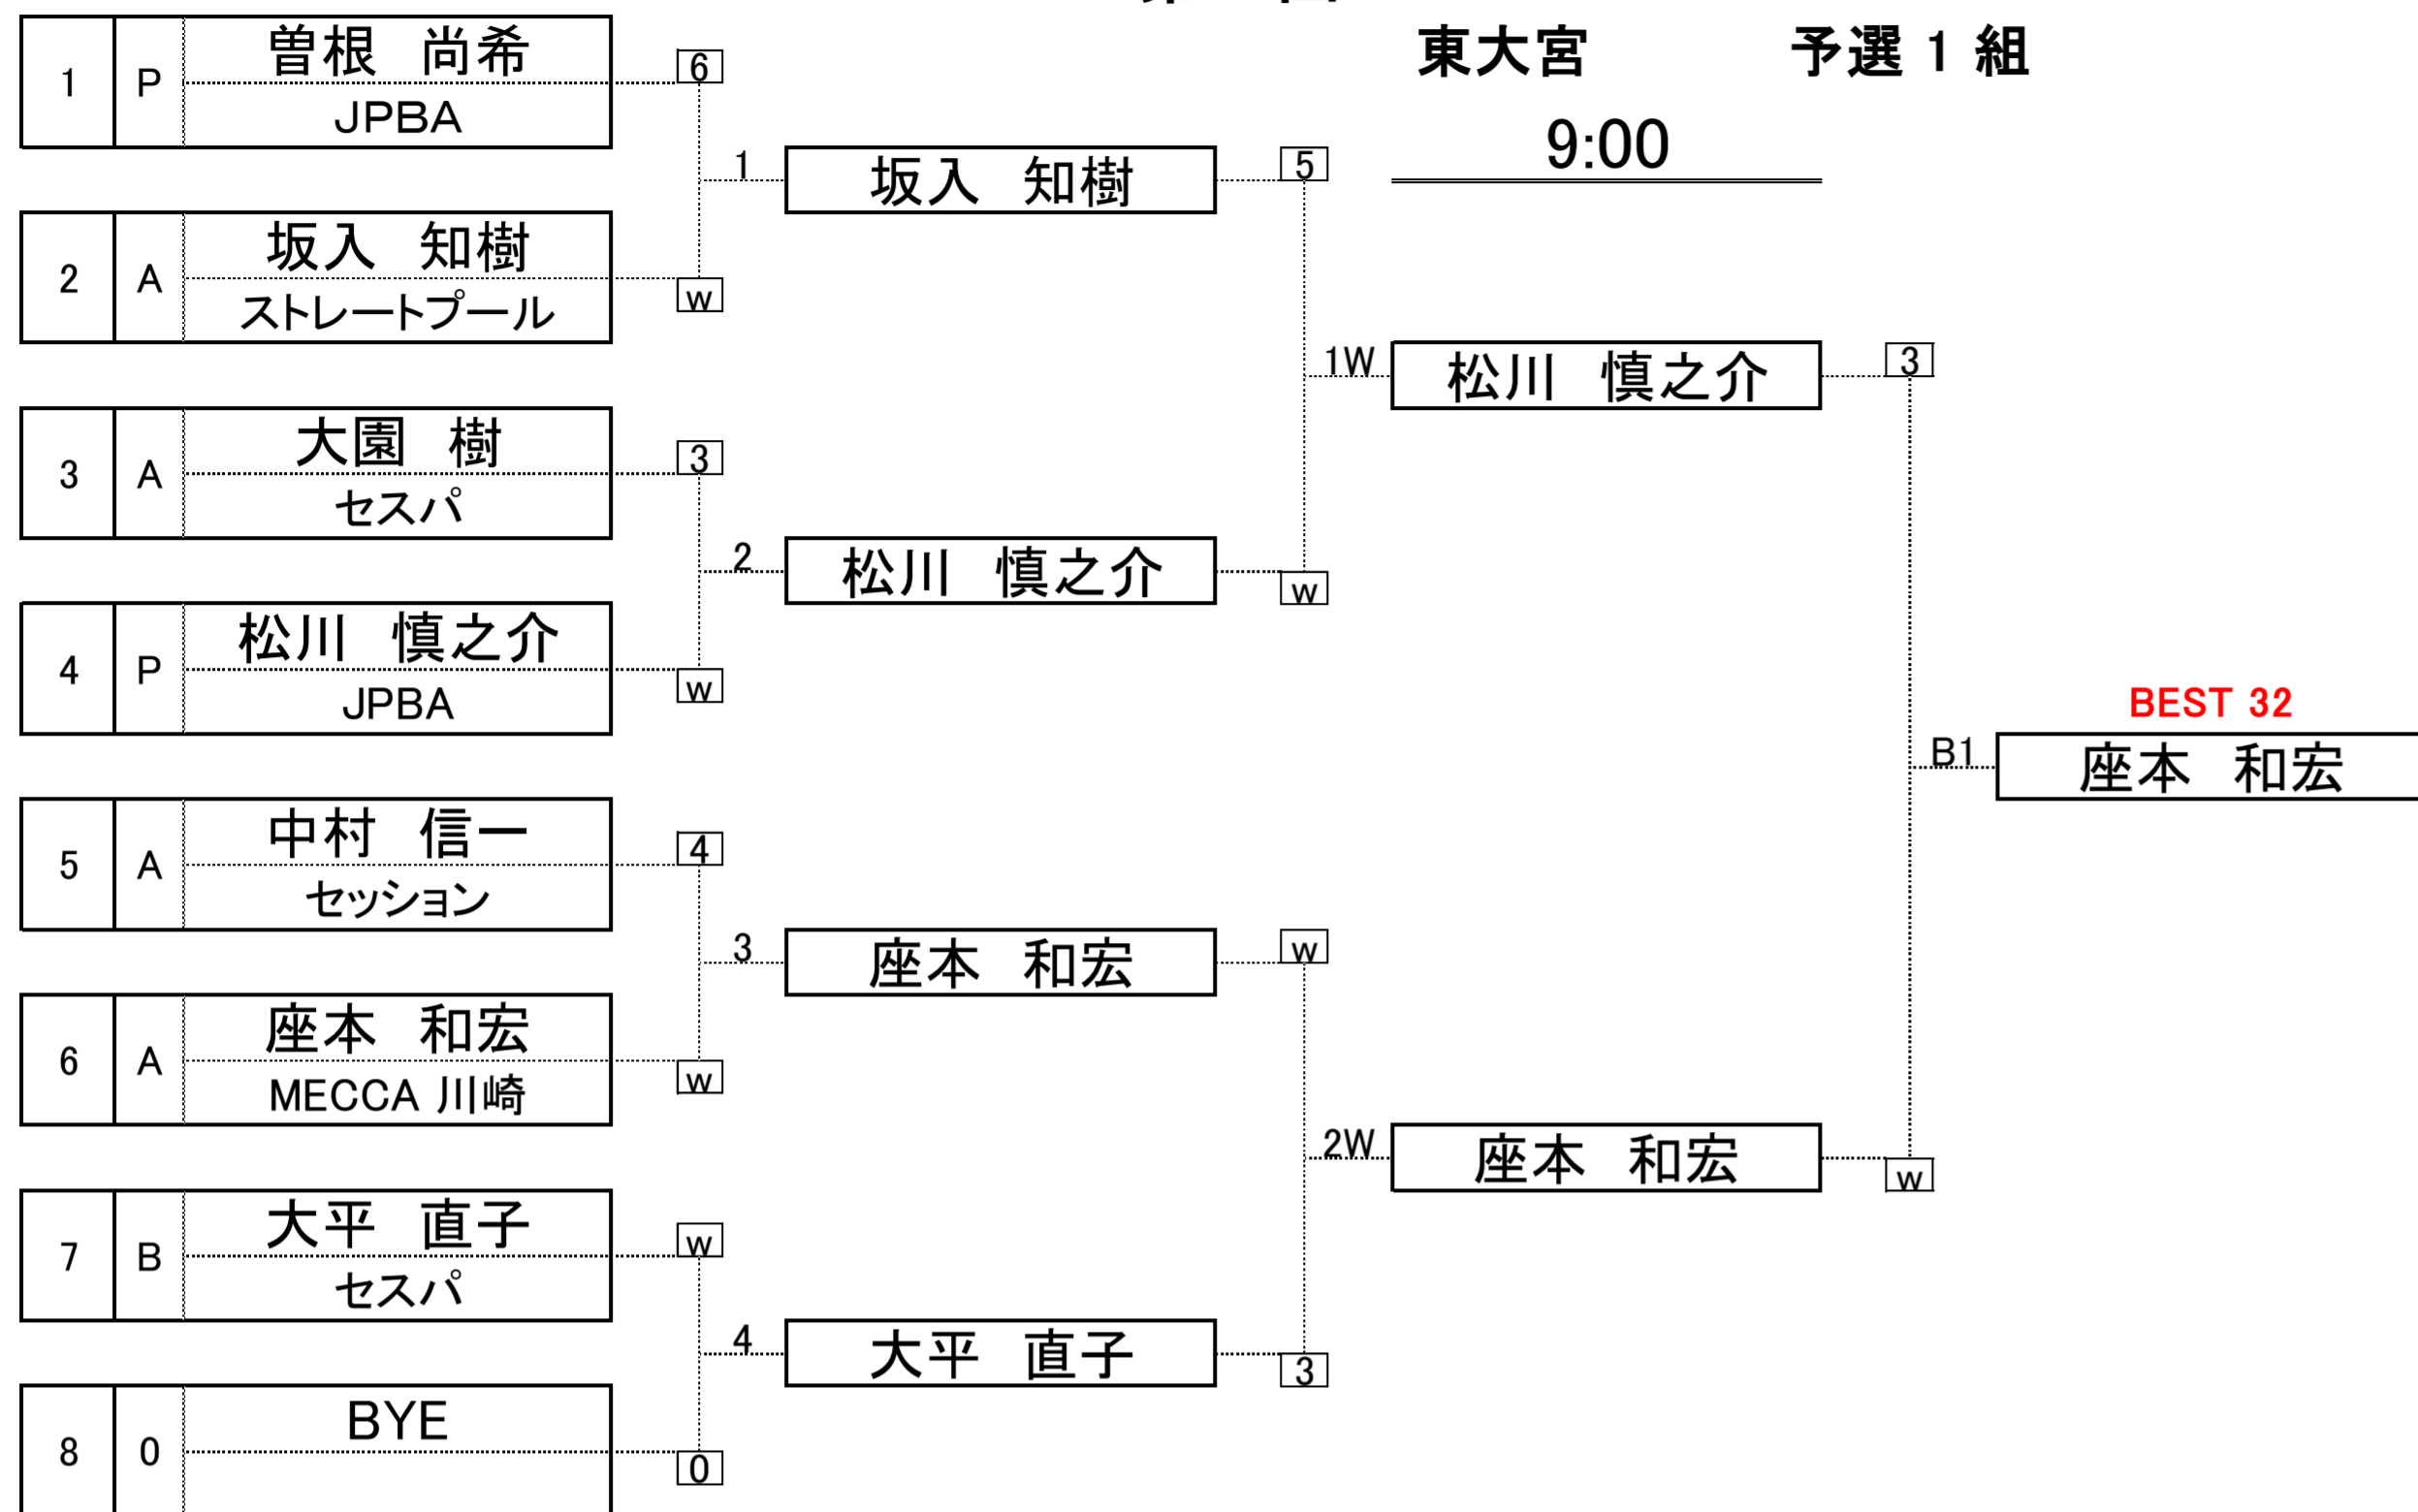 東大宮 予選 1 組
9:00
1 P 曽根 尚希 6
JPBA
1 坂入 知樹 5
2 A 坂入 知樹
ストレートプール w
1W 松川 慎之介 3
3 A 大園 樹 3
セスパ
2 松川 慎之介 w
4 P 松川 慎之介
JPBA w
BEST 32
B1 座本 和宏
5 A 中村 信一 4
セッション
3 座本 和宏 w
6 A 座本 和宏
MECCA 川崎 w
2W 座本 和宏 w
7 B 大平 直子 w
セスパ
4 大平 直子 3
8 0 BYE 0